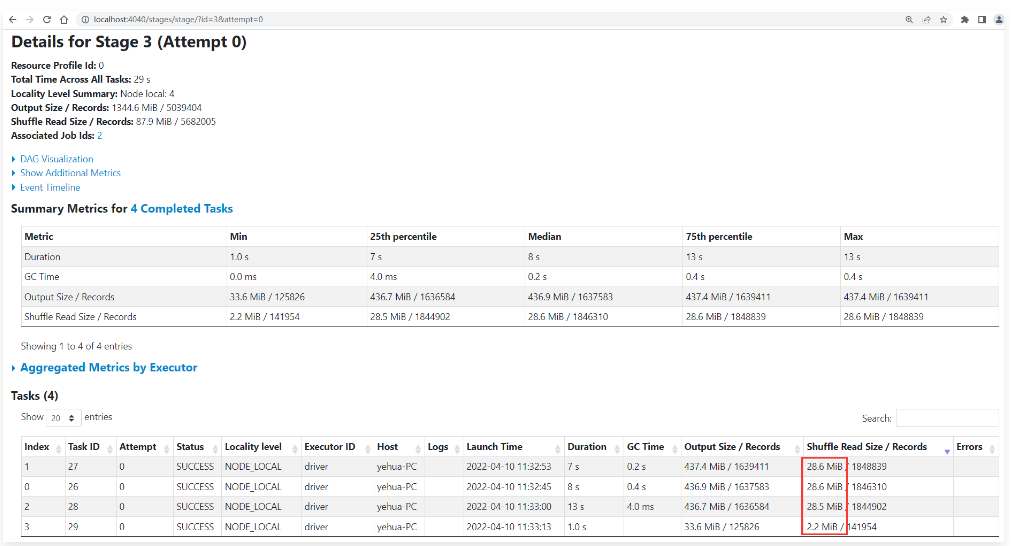 localhost:4040/stages/stage/?id=3&attempt=0
Details for Stage 3 (Attempt 0)
Resource Profile Id: 0
Total Time Across All Tasks: 29 s
Locality Level Summary: Node local: 4
Output Size / Records: 1344.6 MiB / 5039404
Shuffle Read Size / Records: 87.9 MiB / 5682005
Associated Job Ids: 2
DAG Visualization
Show Additional Metrics
Event Timeline
Summary Metrics for 4 Completed Tasks
Metric Min 25th percentile Median 75th percentile Max
Duration 1.0 s 7 s 8 s 13 s 13 s
GC Time 0.0 ms 4.0 ms 0.2 s 0.4 s 0.4 s
Output Size / Records 33.6 MiB / 125826 436.7 MiB / 1636584 436.9 MiB / 1637583 437.4 MiB / 1639411 437.4 MiB / 1639411
Shuffle Read Size / Records 2.2 MiB / 141954 28.5 MiB / 1844902 28.6 MiB / 1846310 28.6 MiB / 1848839 28.6 MiB / 1848839
Showing 1 to 4 of 4 entries
Aggregated Metrics by Executor
Tasks (4)
Show 20 entries Search:
Index Task ID Attempt Status Locality level Executor ID Host Logs Launch Time Duration GC Time Output Size / Records Shuffle Read Size / Records Errors
1 27 0 SUCCESS NODE_LOCAL driver yehua-PC 2022-04-10 11:32:53 7 s 0.2 s 437.4 MiB / 1639411 28.6 MiB / 1848839
0 26 0 SUCCESS NODE_LOCAL driver yehua-PC 2022-04-10 11:32:45 8 s 0.4 s 436.9 MiB / 1637583 28.6 MiB / 1846310
2 28 0 SUCCESS NODE_LOCAL driver yehua-PC 2022-04-10 11:33:00 13 s 4.0 ms 436.7 MiB / 1636584 28.5 MiB / 1844902
3 29 0 SUCCESS NODE_LOCAL driver yehua-PC 2022-04-10 11:33:13 1.0 s 33.6 MiB / 125826 2.2 MiB / 141954